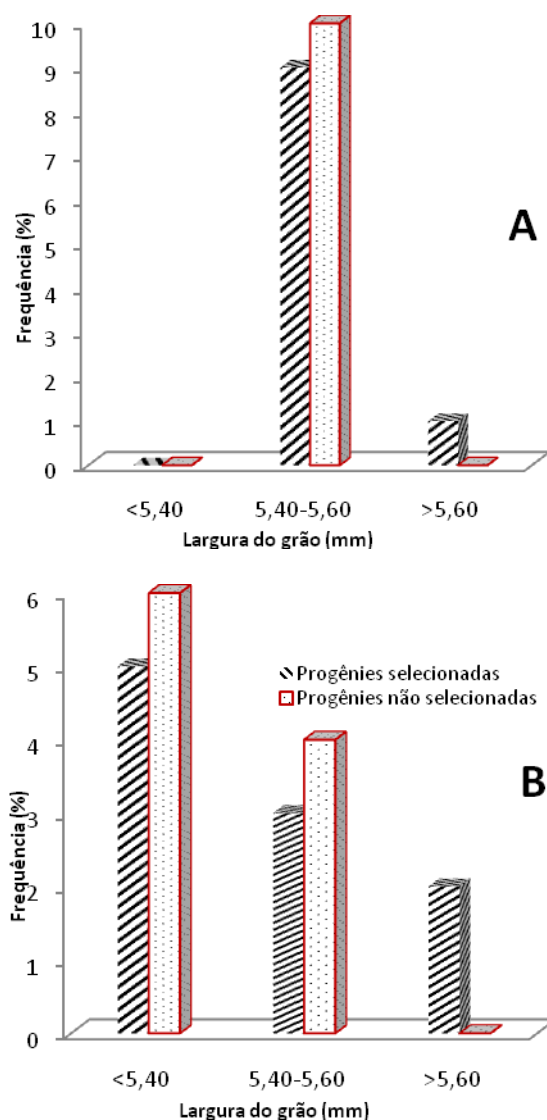 10
9
8
7
6
5
4
3
2
1
0
Frequência (%)
A
<5,40 5,40-5,60 >5,60
Largura do grão (mm)
6
5
4
3
2
1
0
Frequência (%)
Progênies selecionadas
Progênies não selecionadas
B
<5,40 5,40-5,60 >5,60
Largura do grão (mm)